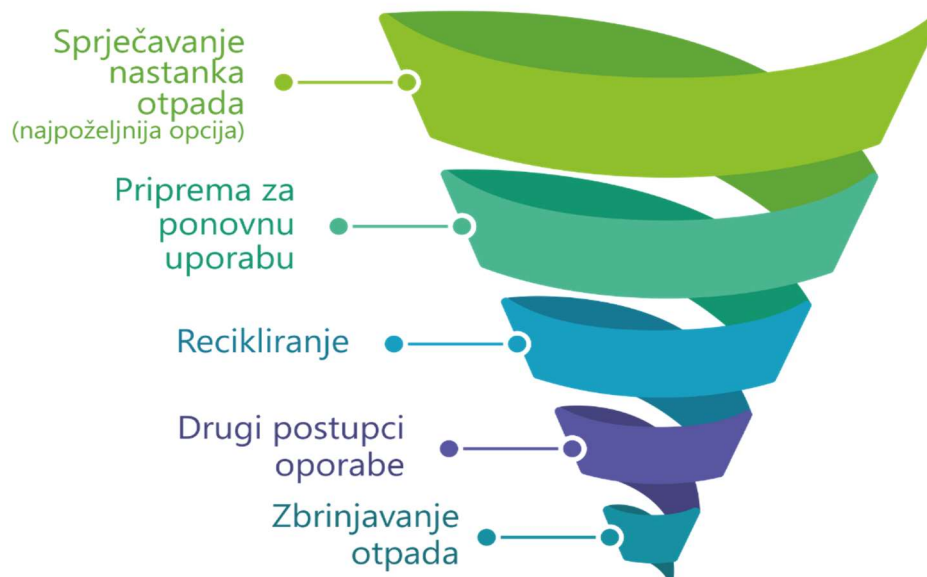 Sprječavanje
nastanka
otpada
(najpoželjnija opcija)
Priprema za
ponovnu
uporabu
Recikliranje
Drugi postupci
oporabe
Zbrinjavanje
otpada